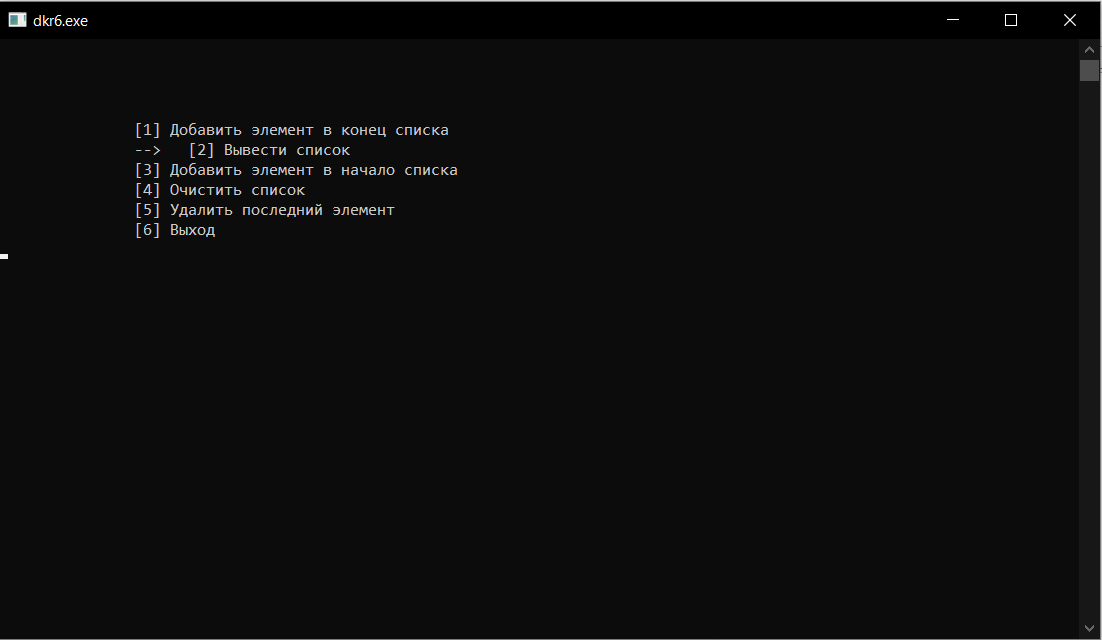 dkr6.exe
[1] Добавить элемент в конец списка
--> [2] Вывести список
[3] Добавить элемент в начало списка
[4] Очистить список
[5] Удалить последний элемент
[6] Выход